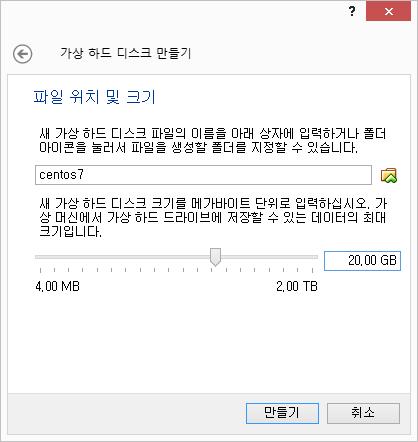 ?
가상 하드 디스크 만들기
파일 위치 및 크기
새 가상 하드 디스크 파일의 이름을 아래 상자에 입력하거나 폴더
아이콘을 눌러서 파일을 생성할 폴더를 지정할 수 있습니다.
centos7
새 가상 하드 디스크 크기를 메가바이트 단위로 입력하십시오. 가
상 머신에서 가상 하드 드라이브에 저장할 수 있는 데이터의 최대
크기입니다.
20,00 GB
4,00 MB 2,00 TB
만들기 취소